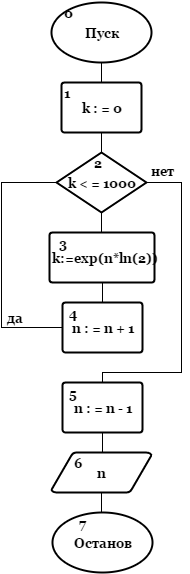 0
Пуск
1
k : = 0
2
k < = 1000
нет
3
k:=exp(n*ln(2))
4
n : = n + 1
да
5
n : = n - 1
6
n
7
Останов